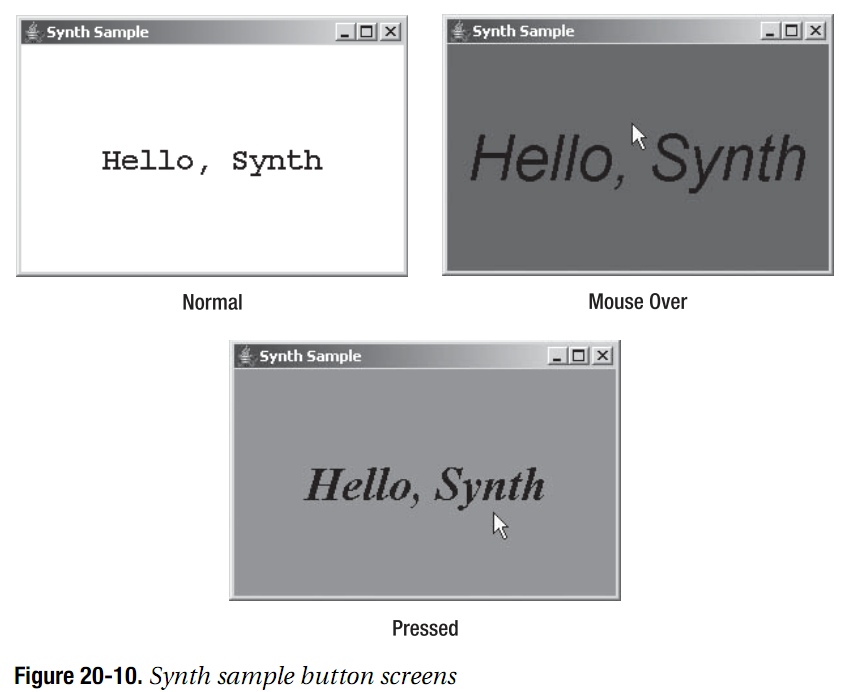 Synth Sample
Hello, Synth
Normal
Synth Sample
Hello, Synth
Mouse Over
Synth Sample
Hello, Synth
Pressed
Figure 20-10. Synth sample button screens